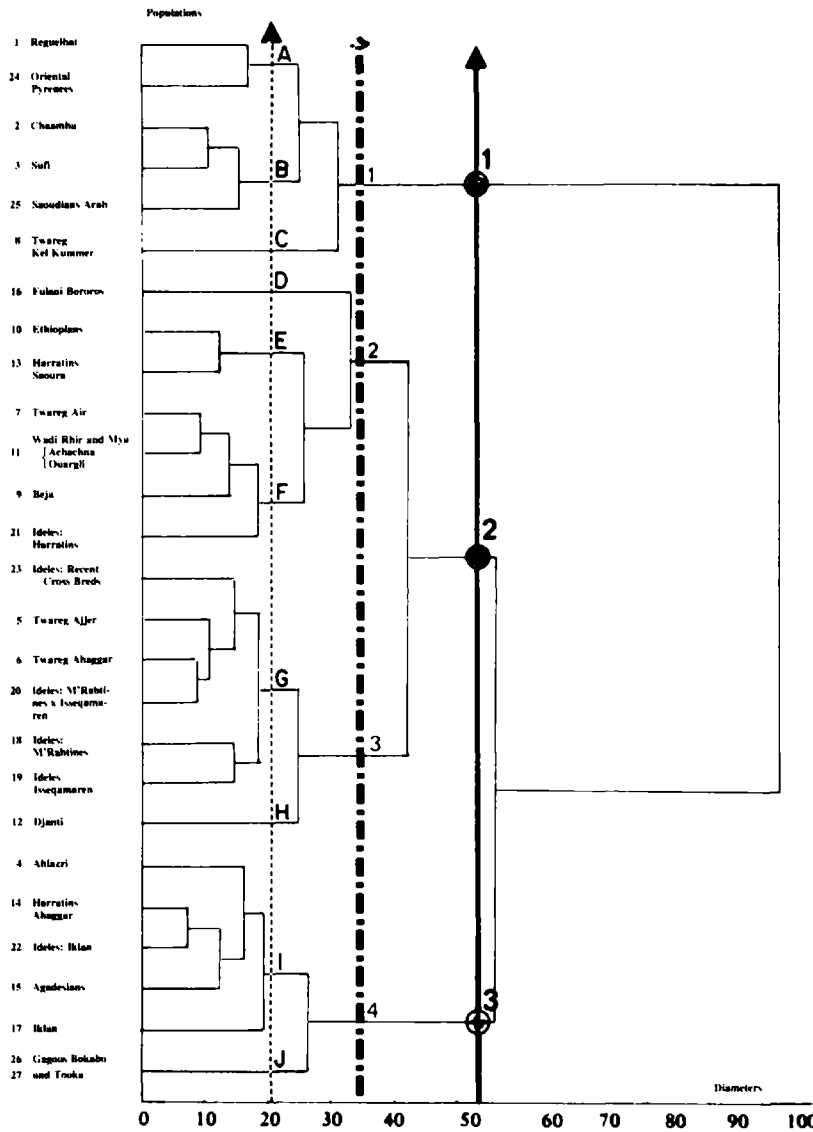 Populations
1 Reguelbat
A
24 Oriental
Pyrenees
2 Chaamba
3 Sufi
B
1
1
25 Saoudians Arab
8 Twareg
Kel Kummer
C
D
16 Fulani Bororos
10 Ethiopians
E
2
13 Harratins
Saoura
7 Twareg Air
Wadi Rhir and Mya
11 { Achachna
Ouargli
9 Beja
F
2
21 Ideles:
Harratins
23 Ideles: Recent
Cross Breds
5 Twareg Ajjer
6 Twareg Ahaggar
G
20 Ideles: M'Rabti-
nes x Isseqama-
ren
18 Ideles:
M'Rabtines
3
19 Ideles
Isseqamaren
H
12 Djanti
4
14 Harratins
Ahaggar
22 Ideles: Iklan
I
15 Agadesians
17 Iklan
4
3
26 Gagous Bokabo
27 and Touka
J
Diameters
0 10 20 30 40 50 60 70 80 90 100